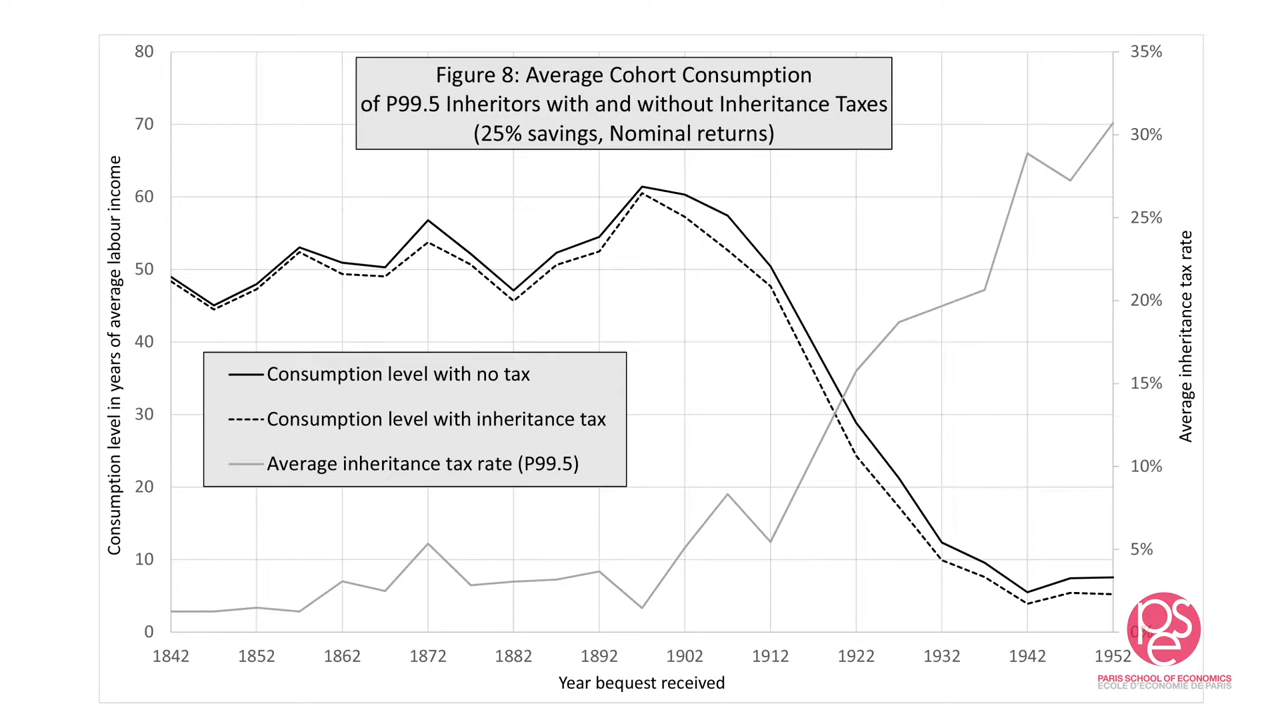 Figure 8: Average Cohort Consumption
of P99.5 Inheritors with and without Inheritance Taxes
(25% savings, Nominal returns)
80
70
60
50
40
30
20
10
0
Consumption level in years of average labour income
35%
30%
25%
20%
15%
10%
5%
0%
Average inheritance tax rate
Consumption level with no tax
Consumption level with inheritance tax
Average inheritance tax rate (P99.5)
1842 1852 1862 1872 1882 1892 1902 1912 1922 1932 1942 1952
Year bequest received
pse
PARIS SCHOOL OF ECONOMICS
ECOLE D'ECONOMIE DE PARIS